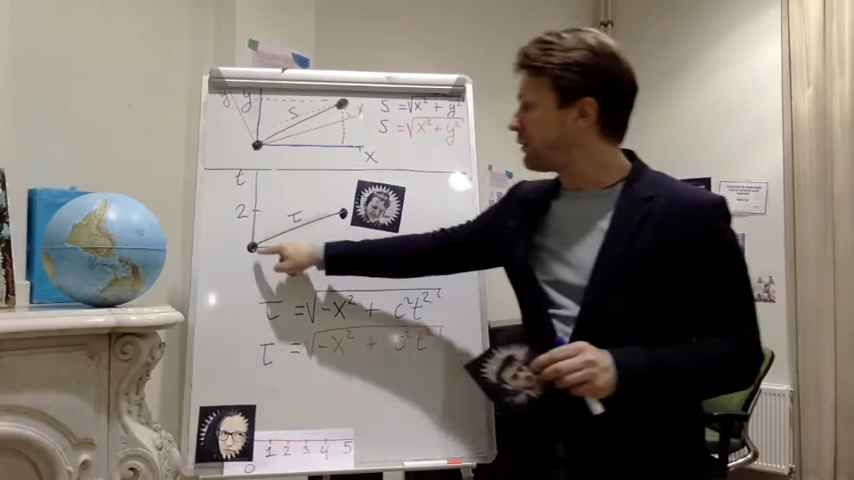 y y S x S = √x² + y²
S = √x² + y²
x
t
2 τ
τ = √-x² + c²t²
τ = √-x² + c²t²
1 2 3 4 5
0